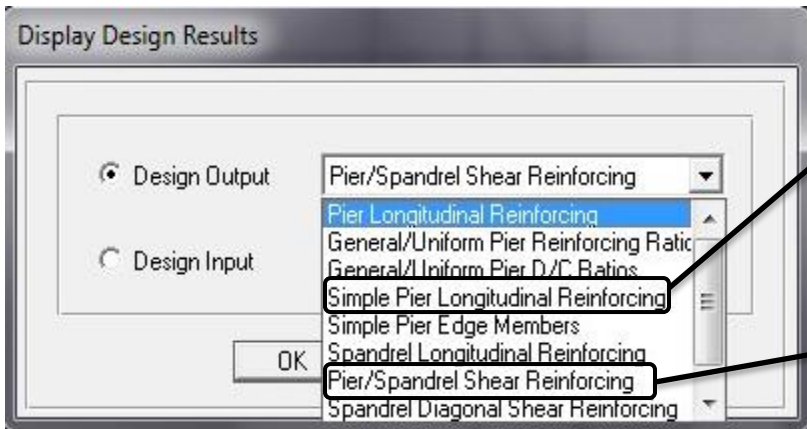 Display Design Results
Design Output
Pier/Spandrel Shear Reinforcing
Pier Longitudinal Reinforcing
General/Uniform Pier Reinforcing Ratic
General/Uniform Pier D/C Ratios
Design Input
Simple Pier Longitudinal Reinforcing
Simple Pier Edge Members
Spandrel Longitudinal Reinforcing
OK
Pier/Spandrel Shear Reinforcing
Spandrel Diagonal Shear Reinforcing